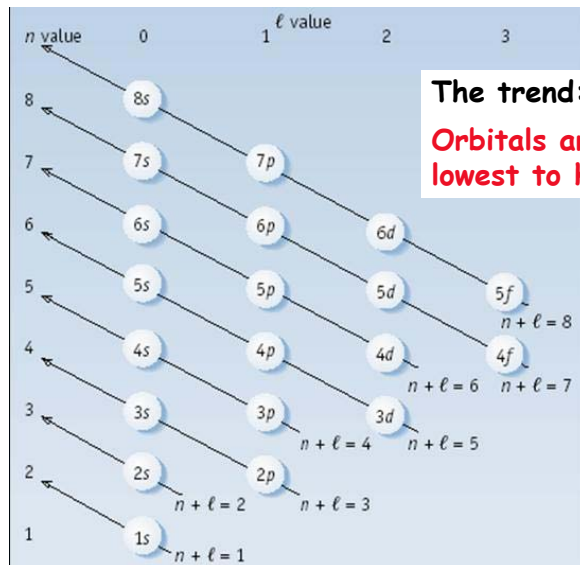 ℓ value
n value 0 1 2 3
The trend:
Orbitals ar
lowest to h
8 8s
7 7s 7p
6 6s 6p 6d
5 5s 5p 5d 5f
n + ℓ = 8
4 4s 4p 4d 4f
n + ℓ = 6 n + ℓ = 7
3 3s 3p 3d
n + ℓ = 4 n + ℓ = 5
2 2s 2p
n + ℓ = 2 n + ℓ = 3
1 1s
n + ℓ = 1